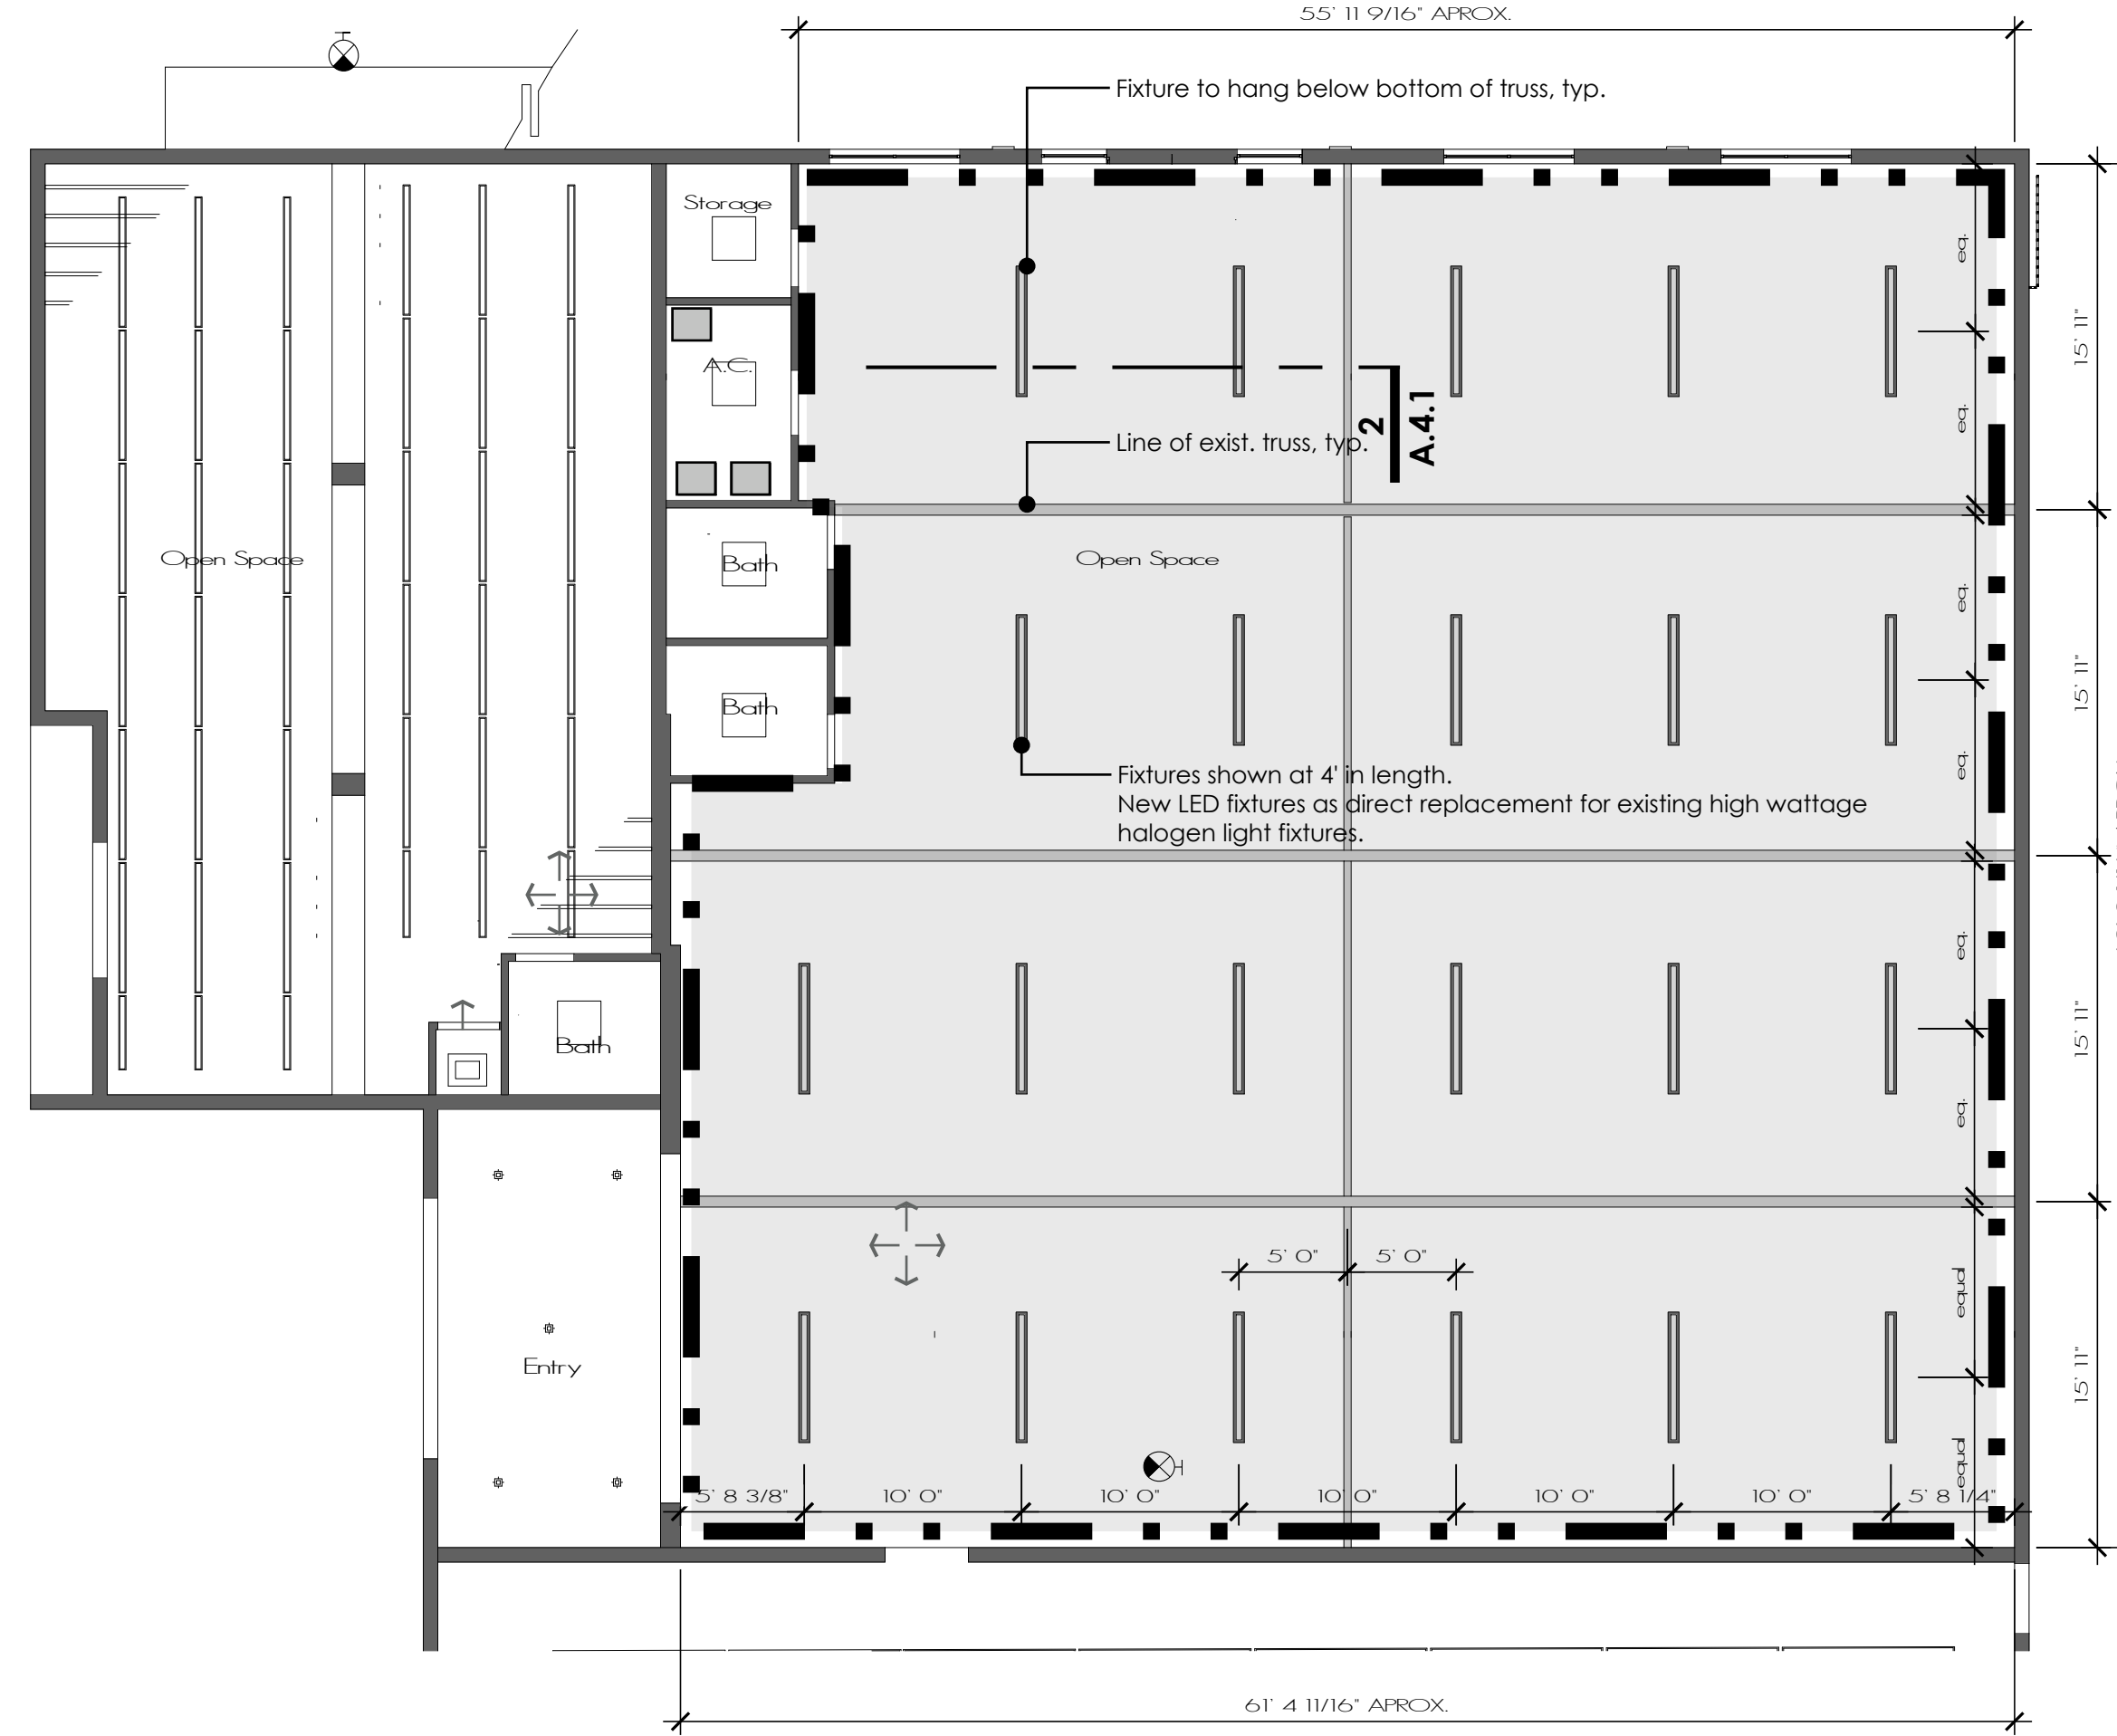 55' 11 9/16" APROX.
Fixture to hang below bottom of truss, typ.
Storage
eq.
15' 11"
A.C.
2
A.4.1
eq.
Line of exist. truss, typ.
Open Space
Bath
Open Space
eq.
15' 11"
Bath
eq.
Fixtures shown at 4' in length.
New LED fixtures as direct replacement for existing high wattage
halogen light fixtures.
eq.
15' 11"
Bath
eq.
5' 0"
5' 0"
equal
15' 11"
Entry
equal
5' 8 3/8"
10' 0"
10' 0"
10' 0"
10' 0"
10' 0"
5' 8 1/4"
61' 4 11/16" APROX.